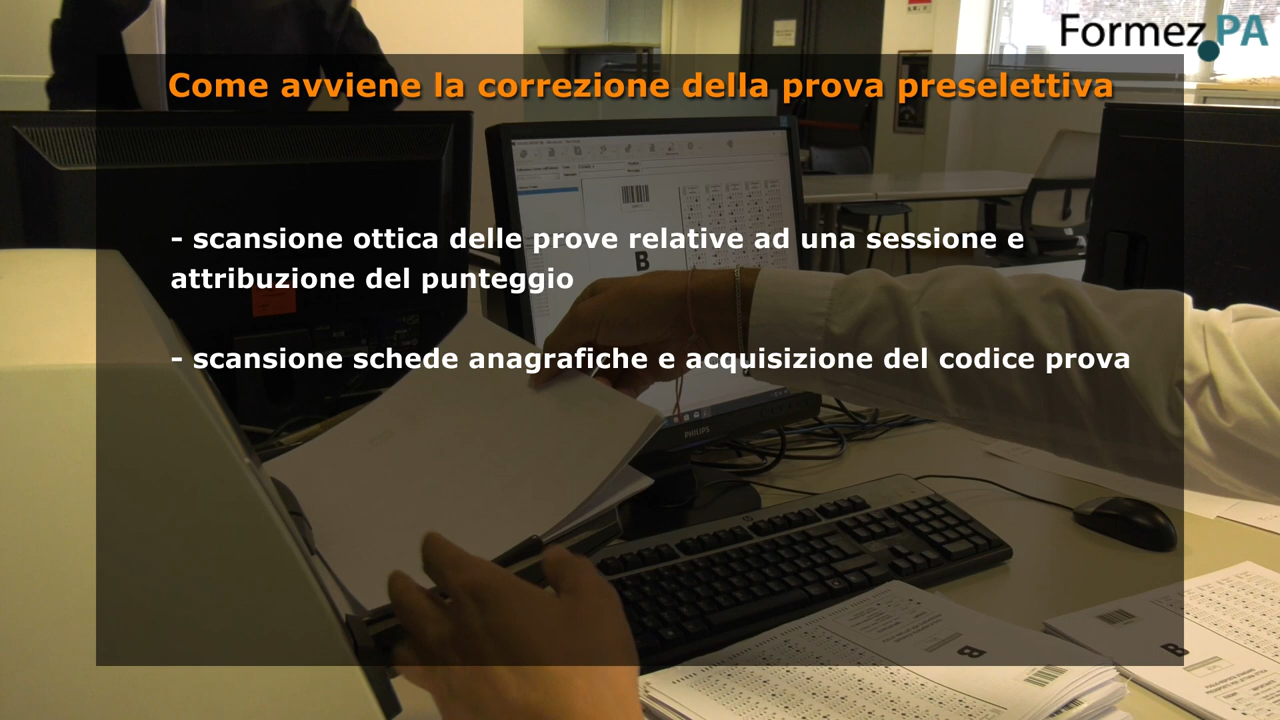 Formez PA
Come avviene la correzione della prova preselettiva
- scansione ottica delle prove relative ad una sessione e
attribuzione del punteggio
B
- scansione schede anagrafiche e acquisizione del codice prova
PHILIPS
B
B